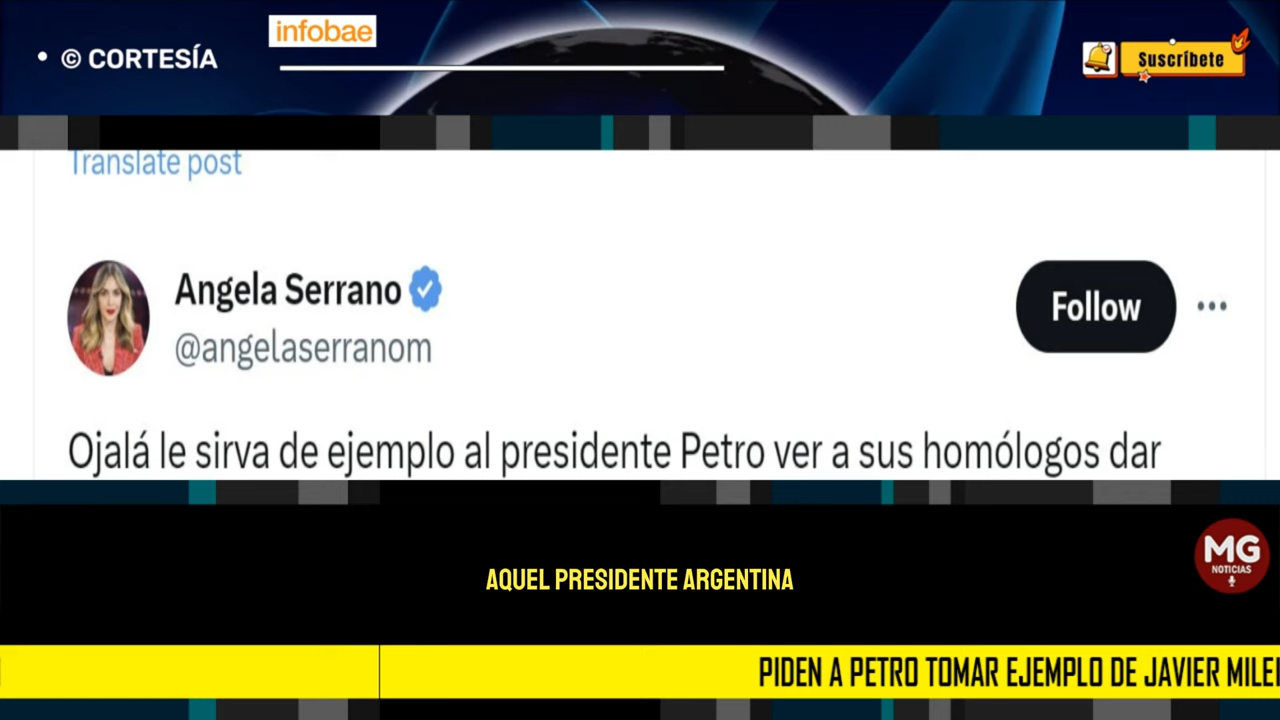 infobae
• © CORTESÍA
Suscríbete
Translate post
Angela Serrano
@angelaserranom
Follow
Ojalá le sirva de ejemplo al presidente Petro ver a sus homólogos dar
AQUEL PRESIDENTE ARGENTINA
MG
NOTICIAS
PIDEN A PETRO TOMAR EJEMPLO DE JAVIER MILEI